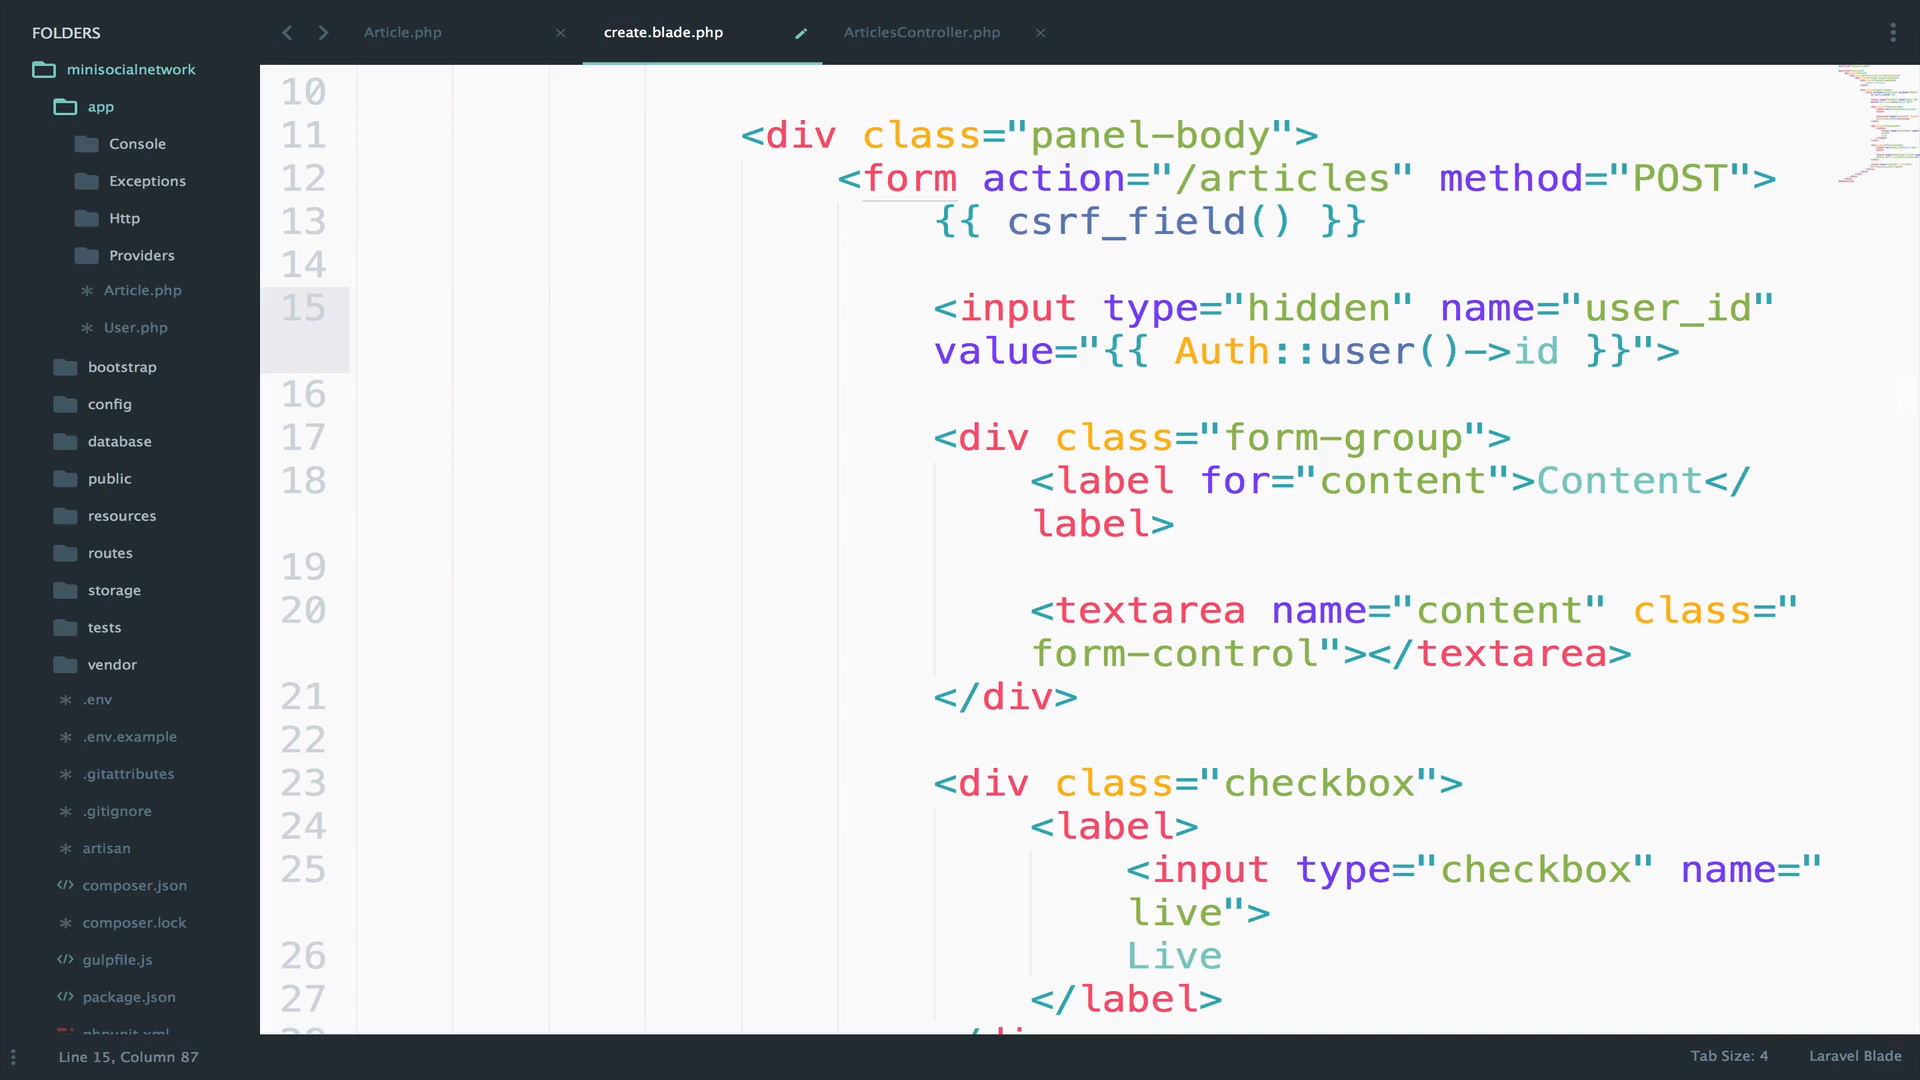 FOLDERS
minisocialnetwork
app
Console
Exceptions
Http
Providers
Article.php
User.php
bootstrap
config
database
public
resources
routes
storage
tests
vendor
.env
.env.example
.gitattributes
.gitignore
artisan
composer.json
composer.lock
gulpfile.js
package.json
phpunit.xml
Article.php
create.blade.php
ArticlesController.php
10
11 <div class="panel-body">
12 <form action="/articles" method="POST">
13 {{ csrf_field() }}
14
15 <input type="hidden" name="user_id"
value="{{ Auth::user()->id }}">
16
17 <div class="form-group">
18 <label for="content">Content</
label>
19
20 <textarea name="content" class="
form-control"></textarea>
21 </div>
22
23 <div class="checkbox">
24 <label>
25 <input type="checkbox" name="
live">
26 Live
27 </label>
28 </div>
Line 15, Column 87
Tab Size: 4
Laravel Blade